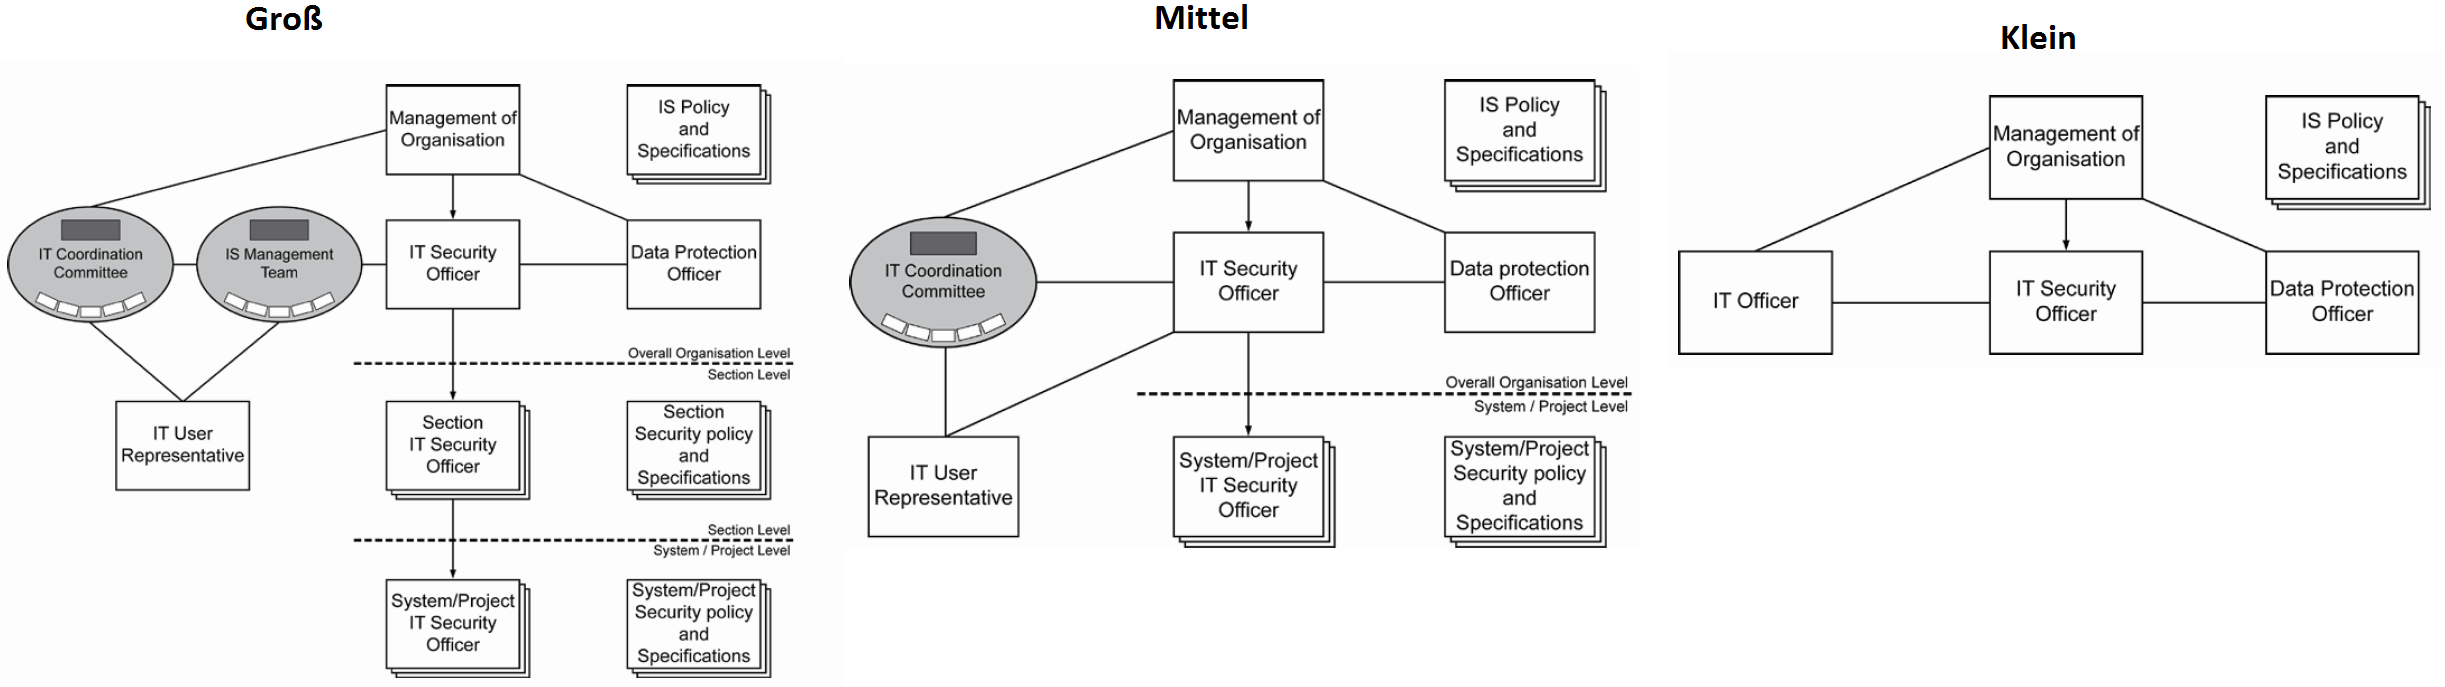 Groß
Management of
Organisation
IS Policy
and
Specifications
IT Coordination
Committee
IS Management
Team
IT Security
Officer
Data Protection
Officer
Overall Organisation Level
Section Level
IT User
Representative
Section
IT Security
Officer
Section
Security policy
and
Specifications
Section Level
System / Project Level
System/Project
IT Security
Officer
System/Project
Security policy
and
Specifications
Mittel
Management of
Organisation
IS Policy
and
Specifications
IT Coordination
Committee
IT Security
Officer
Data protection
Officer
Overall Organisation Level
System / Project Level
IT User
Representative
System/Project
IT Security
Officer
System/Project
Security policy
and
Specifications
Klein
Management of
Organisation
IS Policy
and
Specifications
IT Officer
IT Security
Officer
Data Protection
Officer